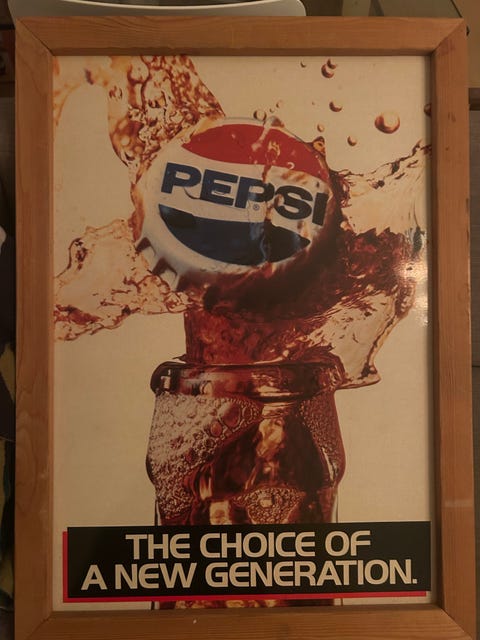 PEPSI®
THE CHOICE OF
A NEW GENERATION.